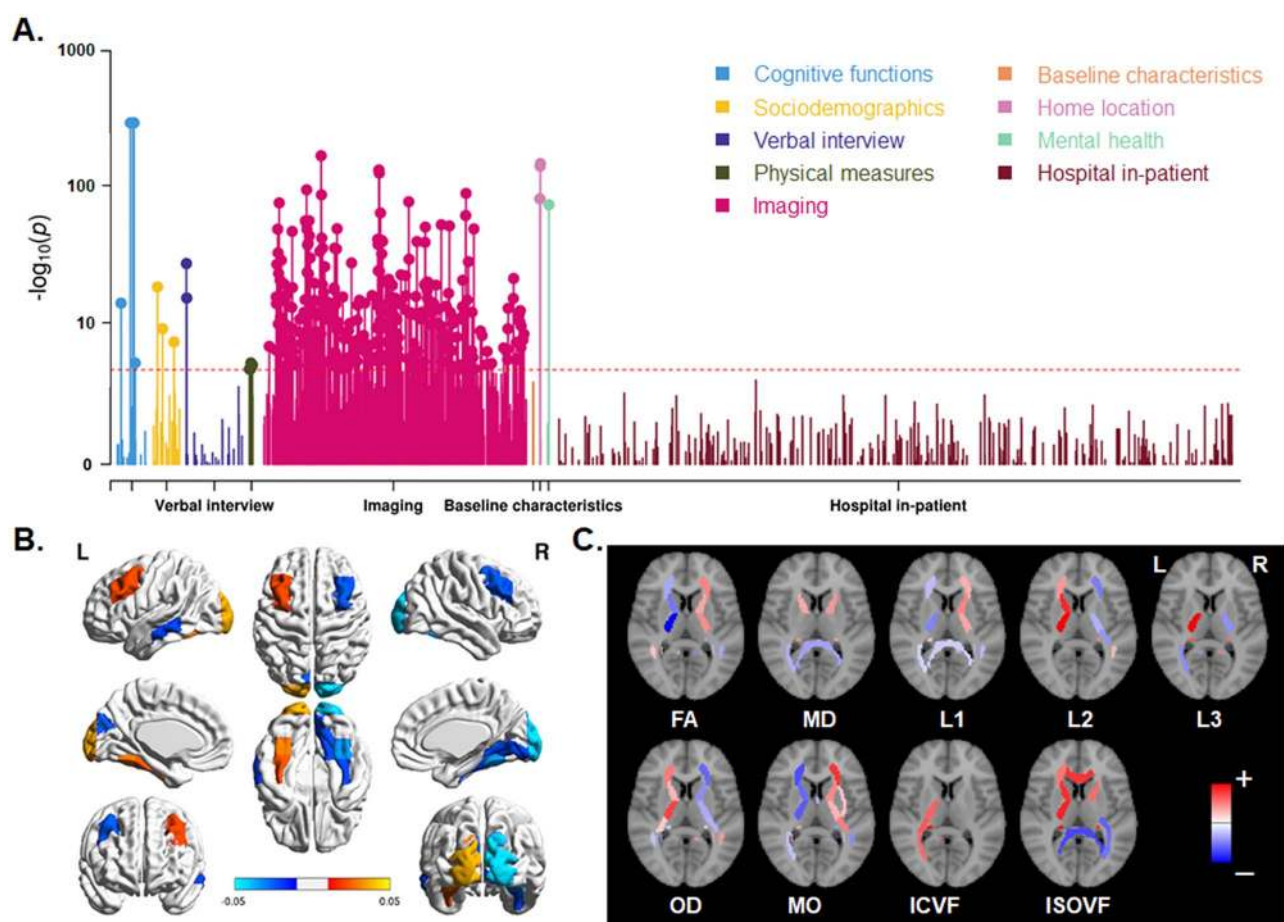 A.
1000
100
10
0
-log10(p)
Cognitive functions
Sociodemographics
Verbal interview
Physical measures
Imaging
Baseline characteristics
Home location
Mental health
Hospital in-patient
Verbal interview Imaging Baseline characteristics Hospital in-patient
B.
L R
-0.05 0.05
C.
L R
FA MD L1 L2 L3
OD MO ICVF ISOVF
+
−